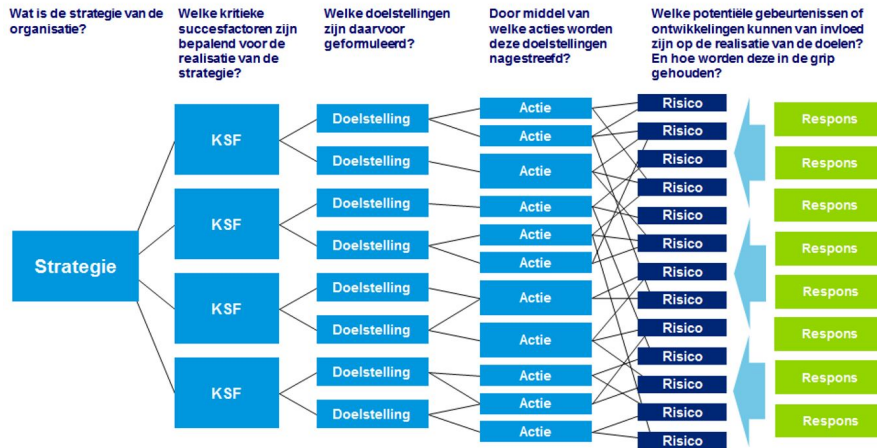 Wat is de strategie van de
organisatie?
Welke kritieke
succesfactoren zijn
bepalend voor de
realisatie van de
strategie?
Welke doelstellingen
zijn daarvoor
geformuleerd?
Door middel van
welke acties worden
deze doelstellingen
nagestreefd?
Welke potentiële gebeurtenissen of
ontwikkelingen kunnen van invloed
zijn op de realisatie van de doelen?
En hoe worden deze in de grip
gehouden?
Strategie
KSF
KSF
KSF
KSF
Doelstelling
Doelstelling
Doelstelling
Doelstelling
Doelstelling
Doelstelling
Doelstelling
Doelstelling
Actie
Actie
Actie
Actie
Actie
Actie
Actie
Actie
Actie
Actie
Actie
Risico
Risico
Risico
Risico
Risico
Risico
Risico
Risico
Risico
Risico
Risico
Risico
Risico
Respons
Respons
Respons
Respons
Respons
Respons
Respons
Respons